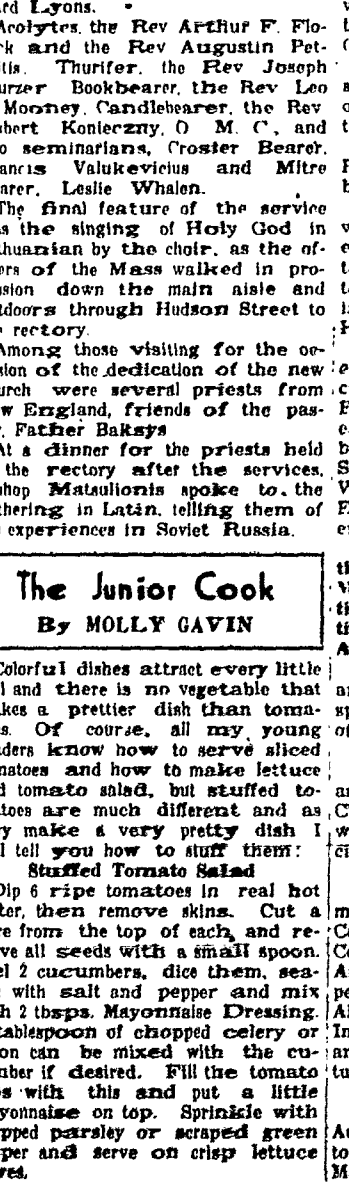 rd Lyons.
Acolytes, the Rev Arthur F. Flo-
k and the Rev Augustin Pet-
tis. Thurifer, the Rev Joseph
urzer Bookbearer, the Rev Leo
Mooney, Candlebearer, the Rev
bert Konieczny, O M. C, and
o seminarians, Crosier Bearer,
ancis Valukevicius and Mitre
arer, Leslie Whalen.
The final feature of the service
s the singing of Holy God in
huanian by the choir, as the of-
ers of the Mass walked in pro-
sion down the main aisle and
tdoors through Hudson Street to
rectory.
Among those visiting for the oc-
sion of the dedication of the new
urch were several priests from
w England, friends of the pas-
Father Baksys
At a dinner for the priests held
the rectory after the services,
hop Matsulionis spoke to the
thering in Latin, telling them of
experiences in Soviet Russia.
The Junior Cook
By MOLLY GAVIN
Colorful dishes attract every little
l and there is no vegetable that
kes a prettier dish than toma-
s. Of course, all my young
aders know how to serve sliced
matoes and how to make lettuce
d tomato salad, but stuffed to-
toes are much different and as
y make a very pretty dish I
l tell you how to stuff them:
Stuffed Tomato Salad
Dip 6 ripe tomatoes in real hot
ter, then remove skins. Cut a
re from the top of each, and re-
ve all seeds with a small spoon.
el 2 cucumbers, dice them, sea-
with salt and pepper and mix
h 2 tbsps. Mayonnaise Dressing.
tablespoon of chopped celery or
on can be mixed with the cu-
mber if desired. Fill the tomato
s with this and put a little
yonnaise on top. Sprinkle with
pped parsley or scraped green
per and serve on crisp lettuce
ves.